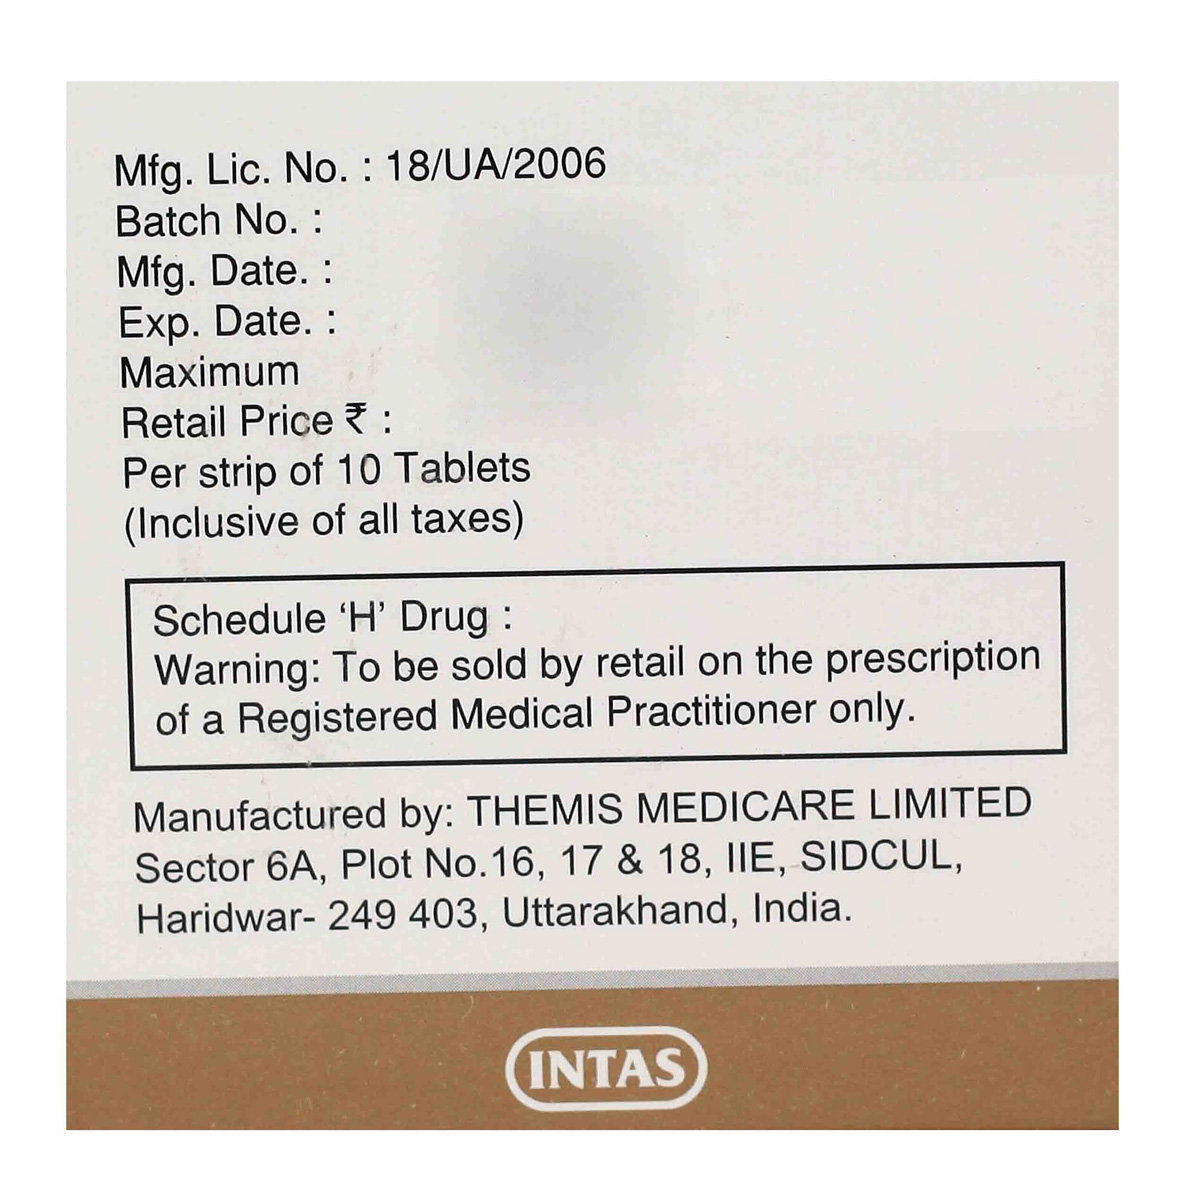 Mfg. Lic. No. : 18/UA/2006
Batch No. :
Mfg. Date. :
Exp. Date. :
Maximum
Retail Price ₹ :
Per strip of 10 Tablets
(Inclusive of all taxes)
Schedule ‘H’ Drug :
Warning: To be sold by retail on the prescription
of a Registered Medical Practitioner only.
Manufactured by: THEMIS MEDICARE LIMITED
Sector 6A, Plot No.16, 17 & 18, IIE, SIDCUL,
Haridwar- 249 403, Uttarakhand, India.
INTAS